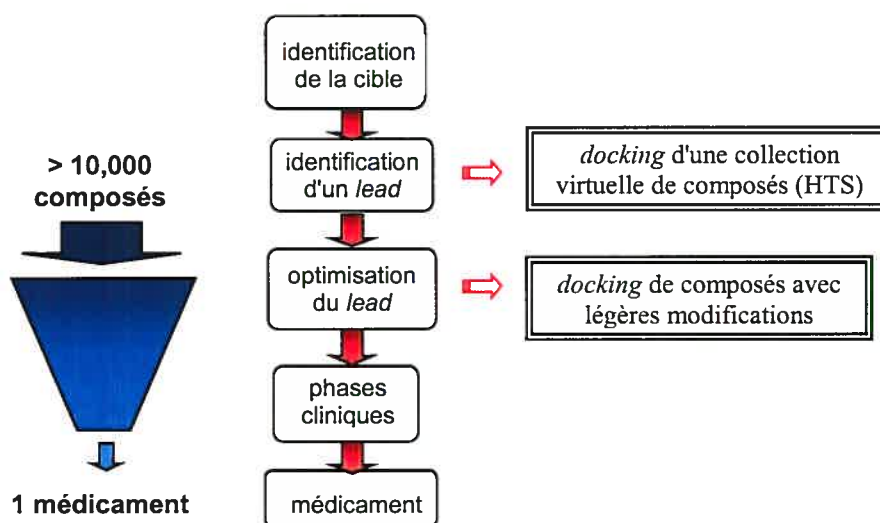 identification
de la cible
> 10,000
composés
identification
d'un lead
docking d'une collection
virtuelle de composés (HTS)
optimisation
du lead
docking de composés avec
légères modifications
phases
cliniques
1 médicament
médicament